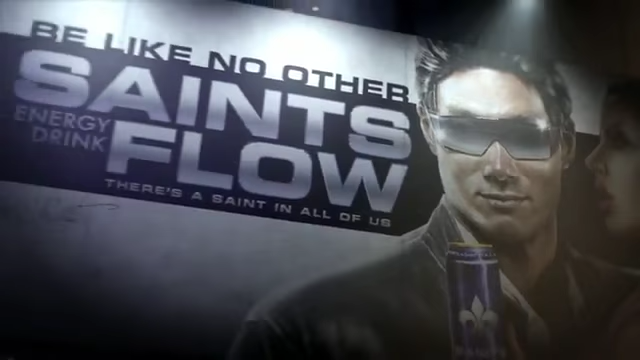 BE LIKE NO OTHER
SAINTS
ENERGY
DRINK
FLOW
THERE'S A SAINT IN ALL OF US